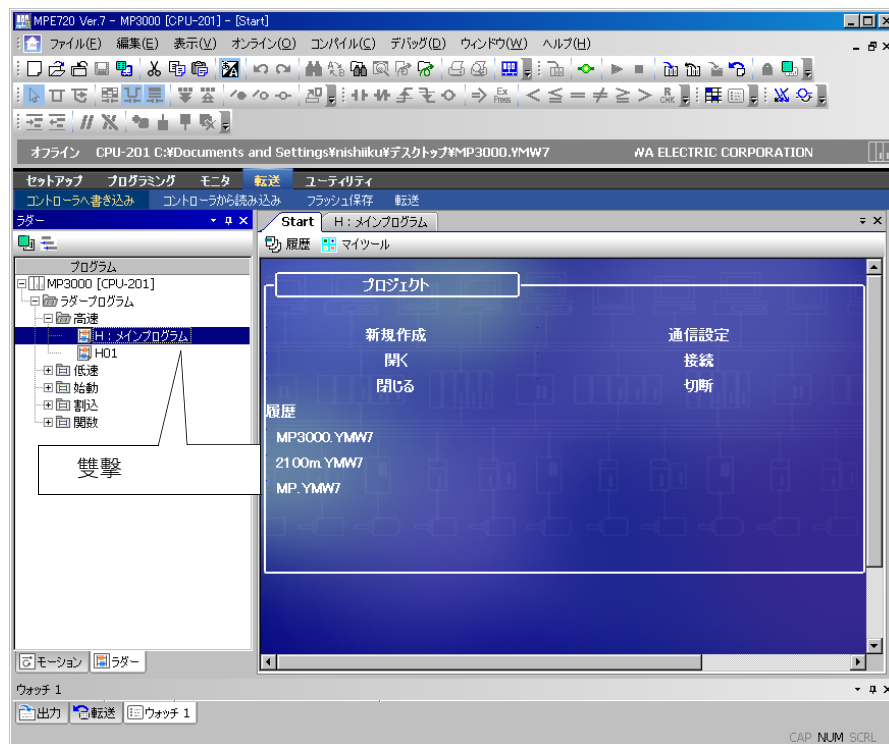 MPE720 Ver.7 - MP3000 [CPU-201] - [Start]
ファイル(F) 編集(E) 表示(V) オンライン(O) コンパイル(C) デバッグ(D) ウィンドウ(W) ヘルプ(H)
オフライン CPU-201 C:¥Documents and Settings¥nishiiku¥デスクトップ¥MP3000.YMW7 WA ELECTRIC CORPORATION
セットアップ プログラミング モニタ 転送 ユーティリティ
コントローラへ書き込み コントローラから読み込み フラッシュ保存 転送
ラダー
Start H : メインプログラム
履歴 マイツール
プログラム
MP3000 [CPU-201]
ラダープログラム
高速
H : メインプログラム
H01
低速
始動
割込
関数
雙擊
プロジェクト
新規作成 通信設定
開く 接続
閉じる 切断
履歴
MP3000.YMW7
2100m.YMW7
MP.YMW7
モーション ラダー
ウォッチ 1
出力 転送 ウォッチ 1
CAP NUM SCRL